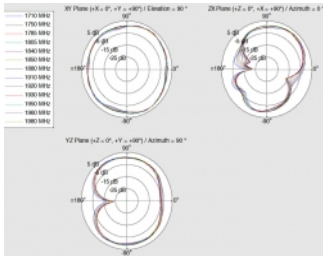 1710 MHz
1750 MHz
1785 MHz
1805 MHz
1840 MHz
1850 MHz
1880 MHz
1910 MHz
1920 MHz
1930 MHz
1950 MHz
1960 MHz
1980 MHz
XY Plane (+X = 0°, +Y = +90°) / Elevation = 90 °
90°
5 dB
-5 dB
-15 dB
-25 dB
±180°
-0°
-90°
ZX Plane (+Z = 0°, +X = +90°) / Azimuth = 0 °
90°
5 dB
-5 dB
-15 dB
-25 dB
±180°
-0°
-90°
YZ Plane (+Z = 0°, +Y = +90°) / Azimuth = 90 °
90°
5 dB
-5 dB
-15 dB
-25 dB
±180°
-0°
-90°